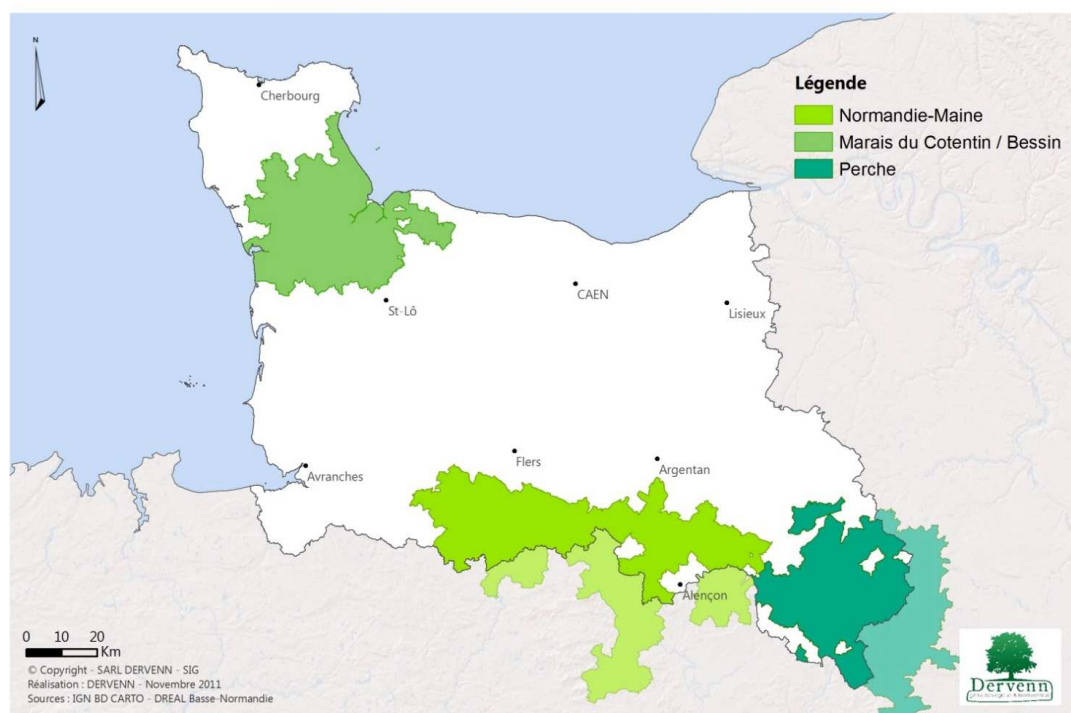 N
Cherbourg
St-Lô
CAEN
Lisieux
Avranches
Flers
Argentan
Alençon
Légende
Normandie-Maine
Marais du Cotentin / Bessin
Perche
0 10 20
Km
© Copyright - SARL DERVENN - SIG
Réalisation : DERVENN - Novembre 2011
Sources : IGN BD CARTO - DREAL Basse-Normandie
Dervenn